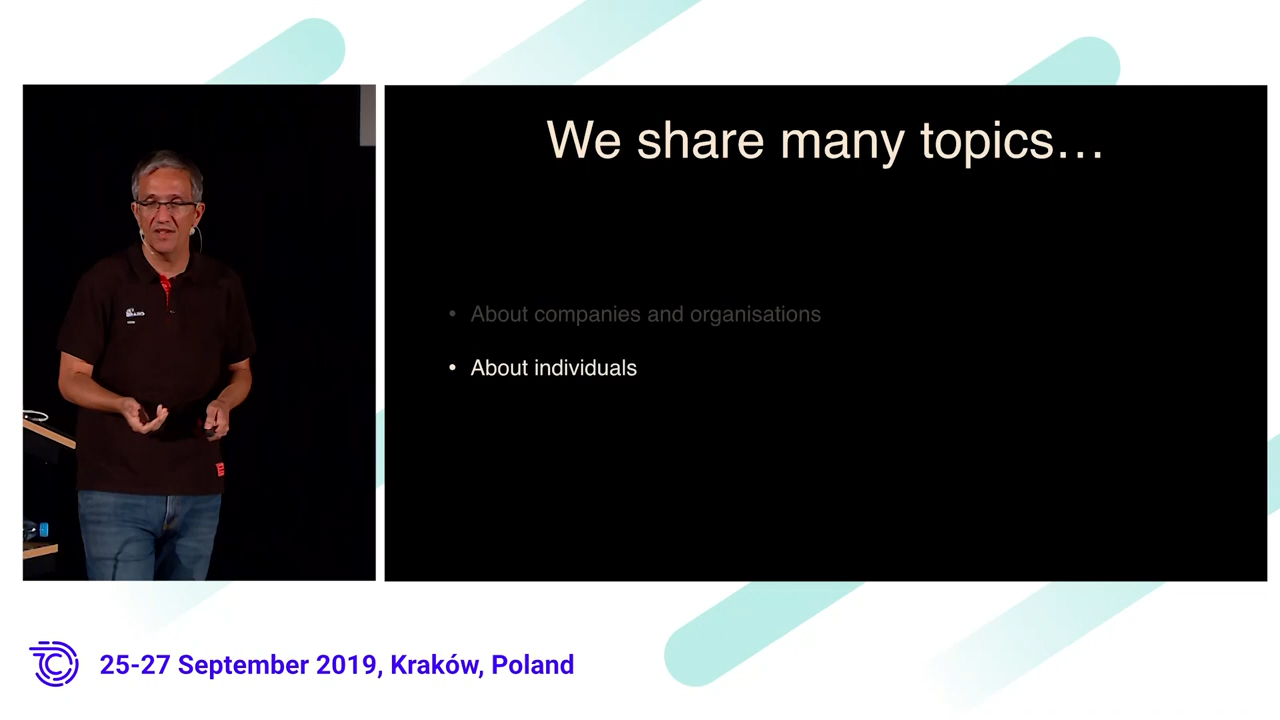 We share many topics…
• About companies and organisations
• About individuals
25-27 September 2019, Kraków, Poland